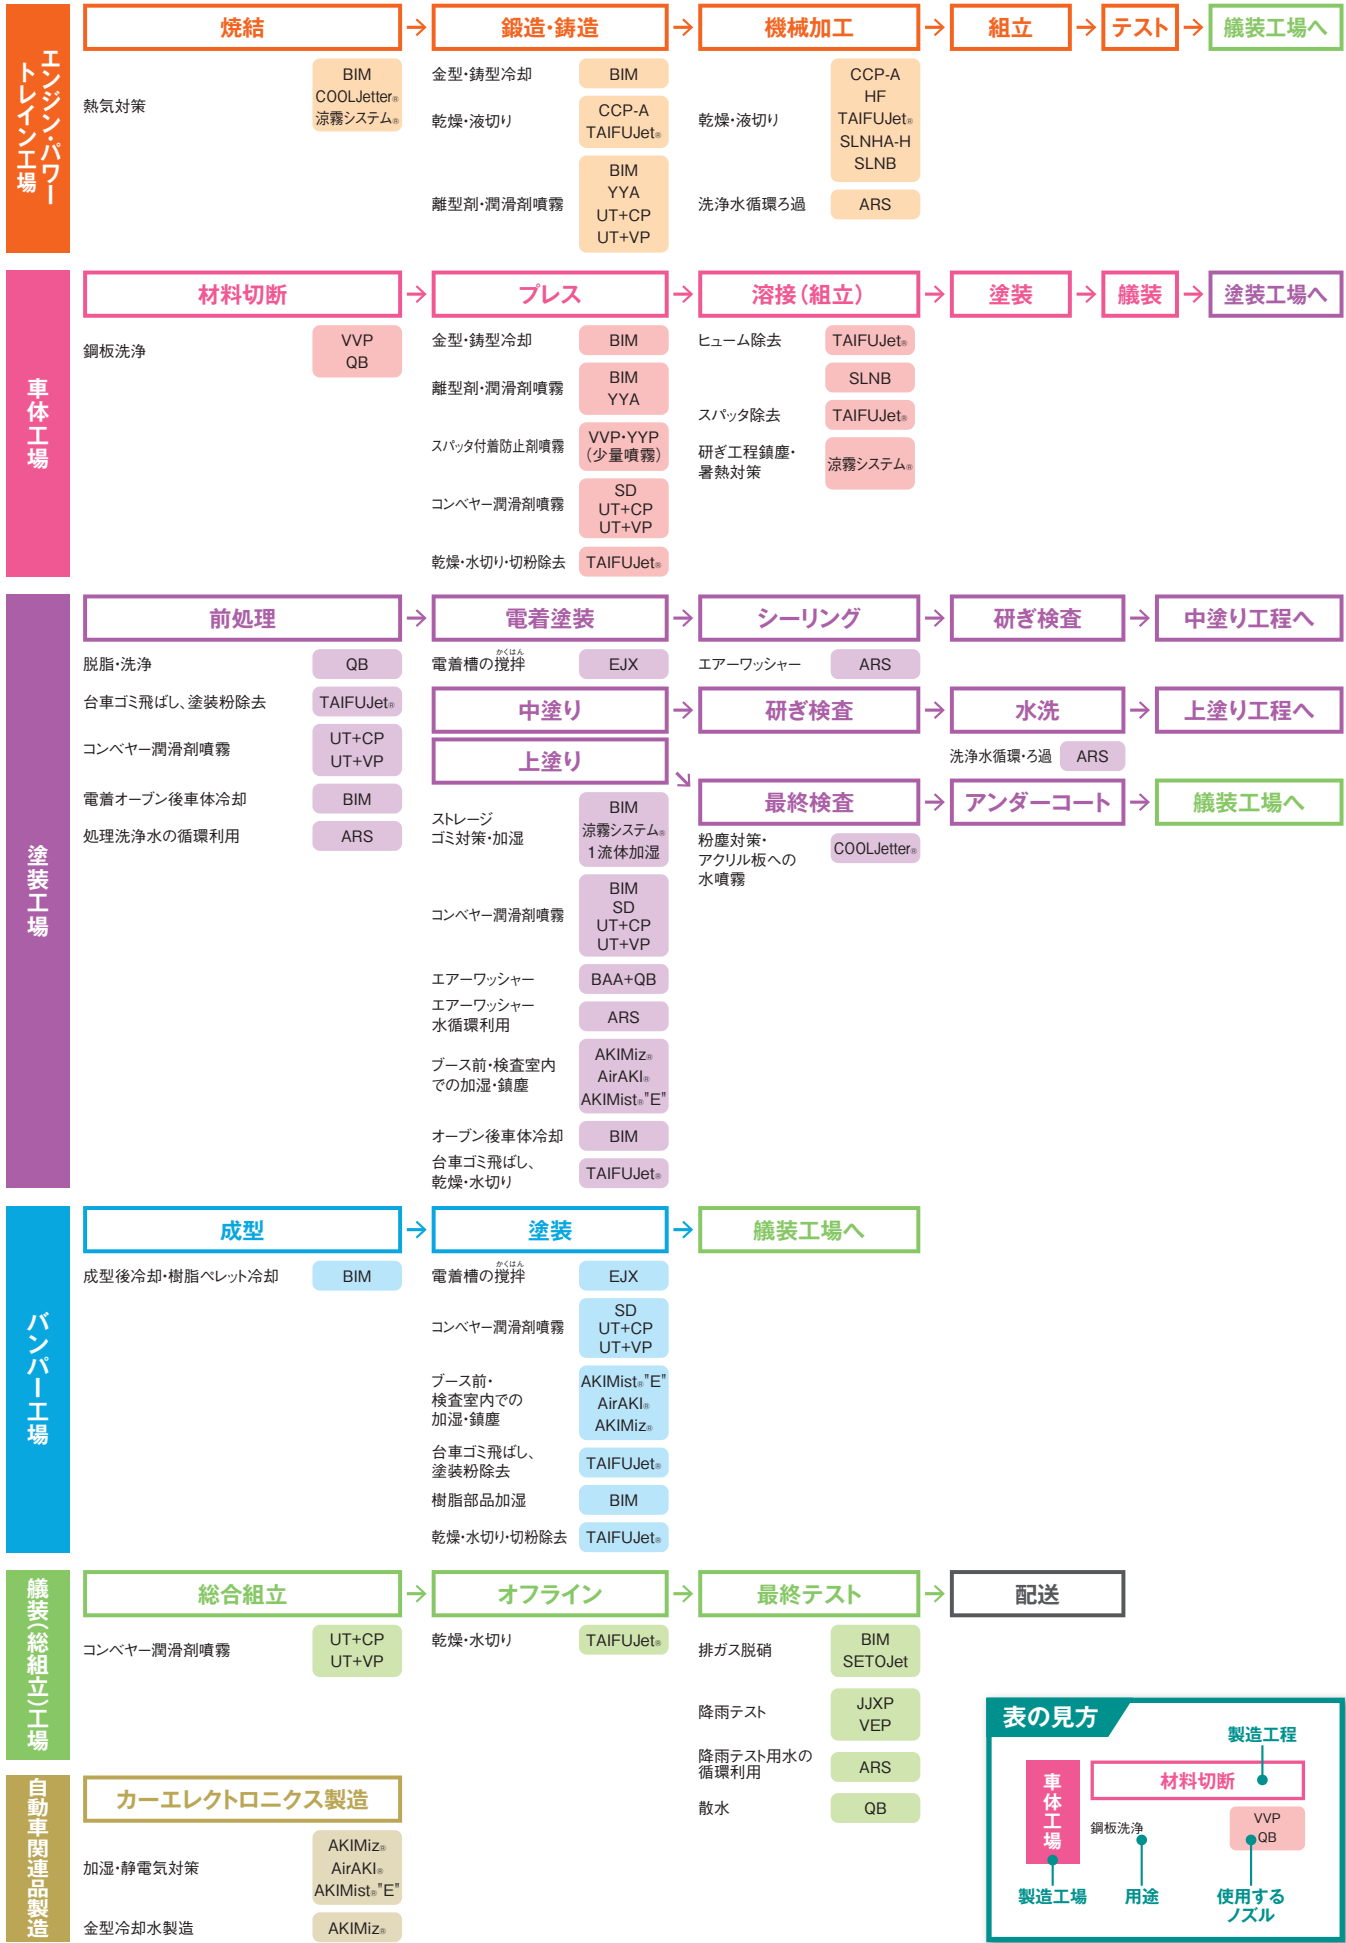 エンジン・パワー
トレイン工場
焼結
熱気対策
BIM
COOLJetter®
涼霧システム®
鍛造・鋳造
金型・鋳型冷却
BIM
乾燥・液切り
CCP-A
TAIFUJet®
離型剤・潤滑剤噴霧
BIM
YYA
UT+CP
UT+VP
機械加工
乾燥・液切り
CCP-A
HF
TAIFUJet®
SLNHA-H
SLNB
洗浄水循環ろ過
ARS
組立
テスト
艤装工場へ
車体工場
材料切断
鋼板洗浄
VVP
QB
プレス
金型・鋳型冷却
BIM
離型剤・潤滑剤噴霧
BIM
YYA
スパッタ付着防止剤噴霧
VVP・YYP
（少量噴霧）
コンベヤー潤滑剤噴霧
SD
UT+CP
UT+VP
乾燥・水切り・切粉除去
TAIFUJet®
溶接（組立）
ヒューム除去
TAIFUJet®
SLNB
スパッタ除去
TAIFUJet®
研ぎ工程鎮塵・
暑熱対策
涼霧システム®
塗装
艤装
塗装工場へ
塗装工場
前処理
脱脂・洗浄
QB
台車ゴミ飛ばし、塗装粉除去
TAIFUJet®
コンベヤー潤滑剤噴霧
UT+CP
UT+VP
電着オーブン後車体冷却
BIM
処理洗浄水の循環利用
ARS
電着塗装
かくはん
電着槽の撹拌
EJX
シーリング
エアーワッシャー
ARS
研ぎ検査
中塗り工程へ
中塗り
研ぎ検査
水洗
洗浄水循環・ろ過
ARS
上塗り工程へ
上塗り
ストレージ
ゴミ対策・加湿
BIM
涼霧システム®
1流体加湿
コンベヤー潤滑剤噴霧
BIM
SD
UT+CP
UT+VP
エアーワッシャー
BAA+QB
エアーワッシャー
水循環利用
ARS
ブース前・検査室内
での加湿・鎮塵
AKIMiz®
AirAKI®
AKIMist®"E"
オーブン後車体冷却
BIM
台車ゴミ飛ばし、
乾燥・水切り
TAIFUJet®
最終検査
粉塵対策・
アクリル板への
水噴霧
COOLJetter®
アンダーコート
艤装工場へ
バンパー工場
成型
成型後冷却・樹脂ペレット冷却
BIM
塗装
かくはん
電着槽の撹拌
EJX
コンベヤー潤滑剤噴霧
SD
UT+CP
UT+VP
ブース前・
検査室内での
加湿・鎮塵
AKIMist®"E"
AirAKI®
AKIMiz®
台車ゴミ飛ばし、
塗装粉除去
TAIFUJet®
樹脂部品加湿
BIM
乾燥・水切り・切粉除去
TAIFUJet®
艤装工場へ
艤装（総組立）工場
総合組立
コンベヤー潤滑剤噴霧
UT+CP
UT+VP
オフライン
乾燥・水切り
TAIFUJet®
最終テスト
排ガス脱硝
BIM
SETOJet
降雨テスト
JJXP
VEP
降雨テスト用水の
循環利用
ARS
散水
QB
配送
自動車関連品製造
カーエレクトロニクス製造
加湿・静電気対策
AKIMiz®
AirAKI®
AKIMist®"E"
金型冷却水製造
AKIMiz®
表の見方
製造工程
車体工場
材料切断
鋼板洗浄
VVP
QB
製造工場
用途
使用する
ノズル